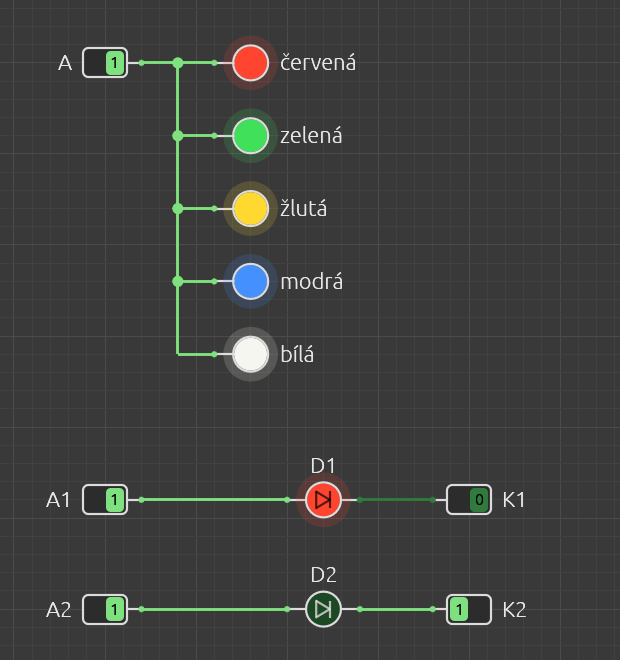 A 1 červená
zelená
žlutá
modrá
bílá
D1
A1 1 0 K1
D2
A2 1 1 K2